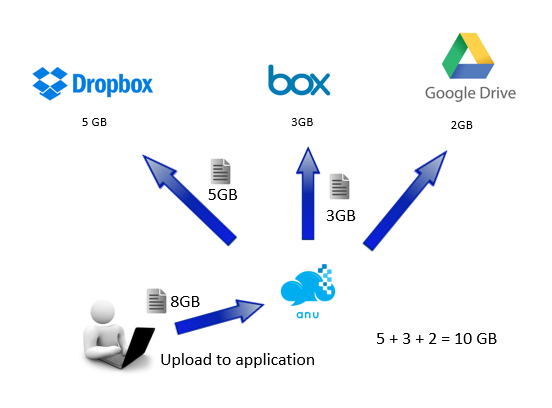 Dropbox
box
Google Drive
5 GB
3GB
2GB
5GB
3GB
8GB
anu
5 + 3 + 2 = 10 GB
Upload to application